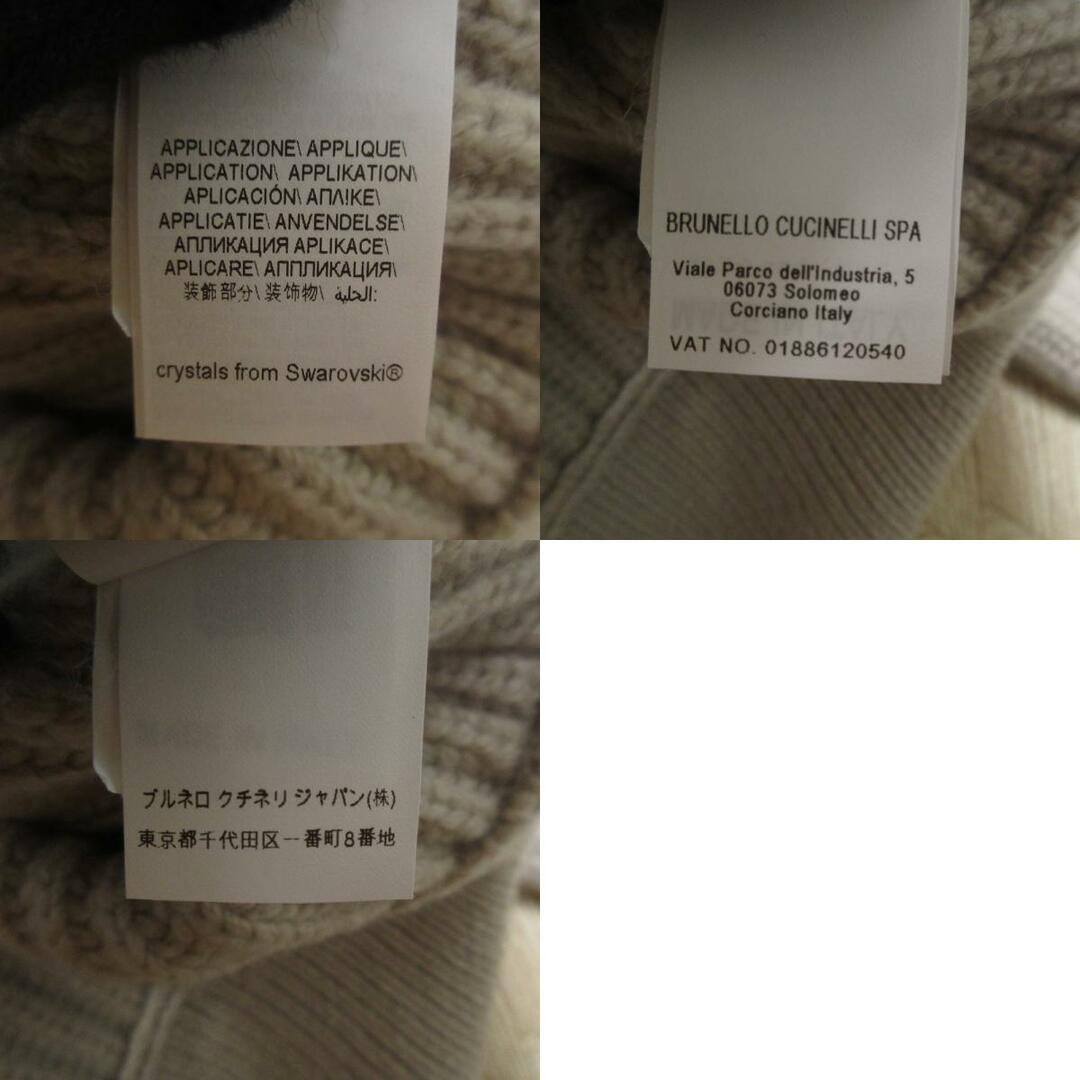 APPLICAZIONE\ APPLIQUE\
APPLICATION\ APPLIKATION\
APLICACIÓN\ ΑΠΛΙΚΕ\
APPLICATIE\ ANVENDELSE\
АПЛИКАЦИЯ APLIKACE\
APLICARE\ АППЛИКАЦИЯ\
装飾部分\ 装饰物\ الحلية:
crystals from Swarovski®
BRUNELLO CUCINELLI SPA
Viale Parco dell'Industria, 5
06073 Solomeo
Corciano Italy
VAT NO. 01886120540
ブルネロ クチネリ ジャパン(株)
東京都千代田区一番町8番地